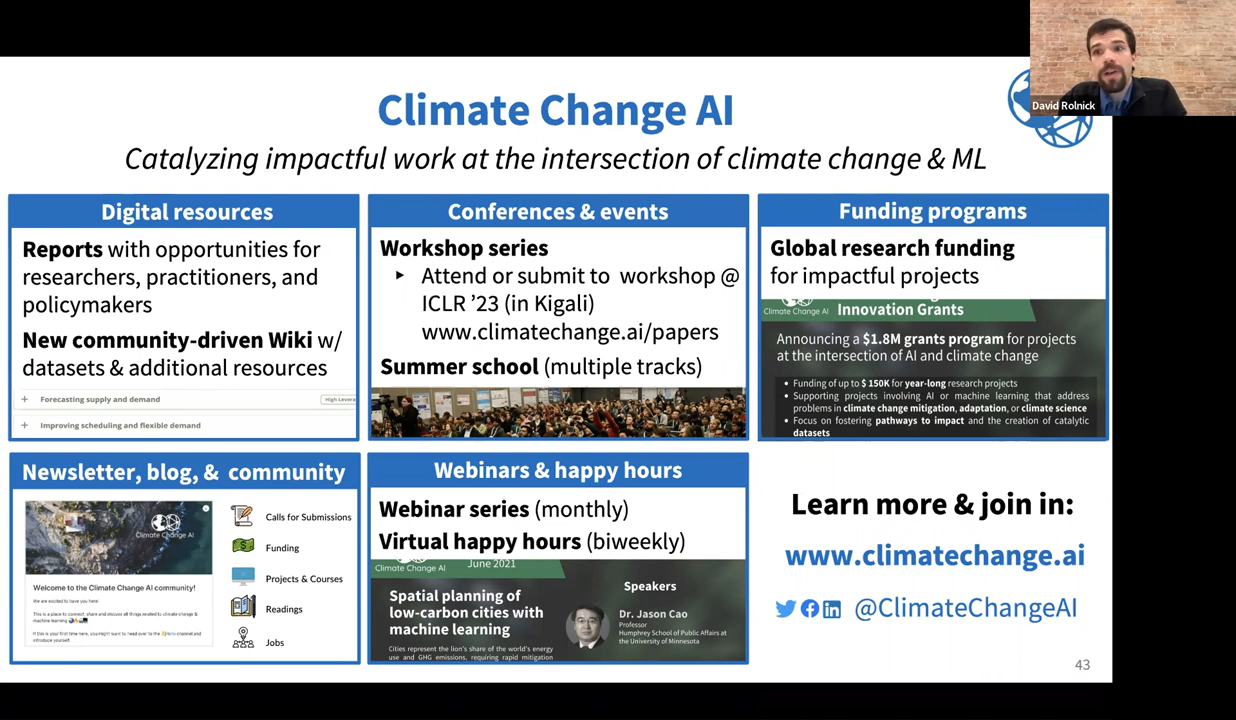 David Rolnick
Climate Change AI
Catalyzing impactful work at the intersection of climate change & ML
Digital resources
Reports with opportunities for
researchers, practitioners, and
policymakers
New community-driven Wiki w/
datasets & additional resources
Forecasting supply and demand
High Levera
Improving scheduling and flexible demand
Conferences & events
Workshop series
‣ Attend or submit to workshop @
ICLR ’23 (in Kigali)
www.climatechange.ai/papers
Summer school (multiple tracks)
Funding programs
Global research funding
for impactful projects
Climate Change AI
Innovation Grants
Announcing a $1.8M grants program for projects
at the intersection of AI and climate change
• Funding of up to $ 150K for year-long research projects
• Supporting projects involving AI or machine learning that address
problems in climate change mitigation, adaptation, or climate science
• Focus on fostering pathways to impact and the creation of catalytic
datasets
Newsletter, blog, & community
Climate Change AI
Welcome to the Climate Change AI community!
We are excited to have you here!
This is a place to connect, share and discuss all things related to climate change &
machine learning
If this is your first time here, you might want to head over to the Hello channel and
introduce yourself
Calls for Submissions
Funding
Projects & Courses
Readings
Jobs
Webinars & happy hours
Webinar series (monthly)
Virtual happy hours (biweekly)
Climate Change AI
June 2021
Spatial planning of
low-carbon cities with
machine learning
Cities represent the lion's share of the world's energy
use and GHG emissions, requiring rapid mitigation
Speakers
Dr. Jason Cao
Professor
Humphrey School of Public Affairs at
the University of Minnesota
Learn more & join in:
www.climatechange.ai
@ClimateChangeAI
43